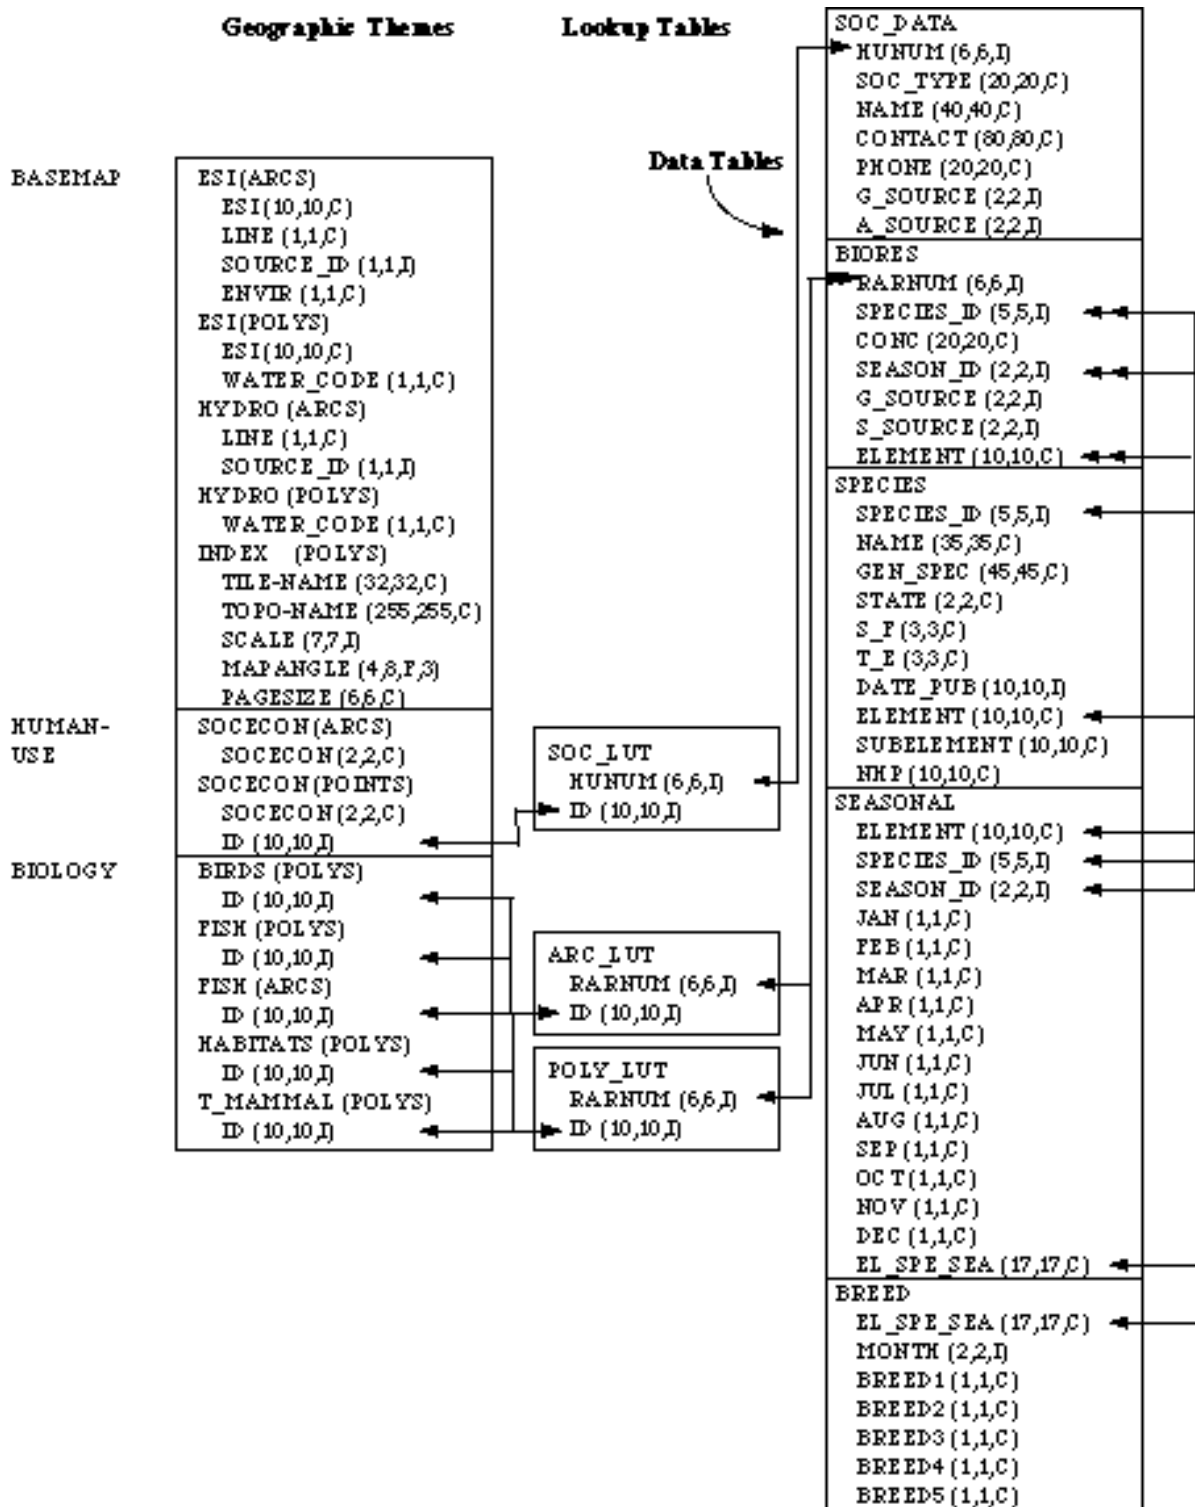 Geographic Themes
Lookup Tables
Data Tables
BASEMAP
ESI(ARCS)
ESI(10,10,C)
LINE (1,1,C)
SOURCE_ID (1,1,I)
ENVIR (1,1,C)
ESI(POLYS)
ESI(10,10,C)
WATER_CODE (1,1,C)
HYDRO (ARCS)
LINE (1,1,C)
SOURCE_ID (1,1,I)
HYDRO (POLYS)
WATER_CODE (1,1,C)
INDEX (POLYS)
TILE-NAME (32,32,C)
TOPO-NAME (255,255,C)
SCALE (7,7,I)
MAPANGLE (4,8,F,3)
PAGESIZE (6,6,C)
HUMAN-
USE
SOCECON(ARCS)
SOCECON(2,2,C)
SOCECON(POINTS)
SOCECON(2,2,C)
ID (10,10,I)
BIOLOGY
BIRDS (POLYS)
ID (10,10,I)
FISH (POLYS)
ID (10,10,I)
FISH (ARCS)
ID (10,10,I)
HABITATS (POLYS)
ID (10,10,I)
T_MAMMAL (POLYS)
ID (10,10,I)
SOC_LUT
HUNUM (6,6,I)
ID (10,10,I)
ARC_LUT
RARNUM (6,6,I)
ID (10,10,I)
POLY_LUT
RARNUM (6,6,I)
ID (10,10,I)
SOC_DATA
HUNUM (6,6,I)
SOC_TYPE (20,20,C)
NAME (40,40,C)
CONTACT (80,80,C)
PHONE (20,20,C)
G_SOURCE (2,2,I)
A_SOURCE (2,2,I)
BIORES
RARNUM (6,6,I)
SPECIES_ID (5,5,I)
CONC (20,20,C)
SEASON_ID (2,2,I)
G_SOURCE (2,2,I)
S_SOURCE (2,2,I)
ELEMENT (10,10,C)
SPECIES
SPECIES_ID (5,5,I)
NAME (35,35,C)
GEN_SPEC (45,45,C)
STATE (2,2,C)
S_F (3,3,C)
T_E (3,3,C)
DATE_PUB (10,10,I)
ELEMENT (10,10,C)
SUBELEMENT (10,10,C)
NHP (10,10,C)
SEASONAL
ELEMENT (10,10,C)
SPECIES_ID (5,5,I)
SEASON_ID (2,2,I)
JAN (1,1,C)
FEB (1,1,C)
MAR (1,1,C)
APR (1,1,C)
MAY (1,1,C)
JUN (1,1,C)
JUL (1,1,C)
AUG (1,1,C)
SEP (1,1,C)
OCT (1,1,C)
NOV (1,1,C)
DEC (1,1,C)
EL_SPE_SEA (17,17,C)
BREED
EL_SPE_SEA (17,17,C)
MONTH (2,2,I)
BREED1 (1,1,C)
BREED2 (1,1,C)
BREED3 (1,1,C)
BREED4 (1,1,C)
BREED5 (1,1,C)